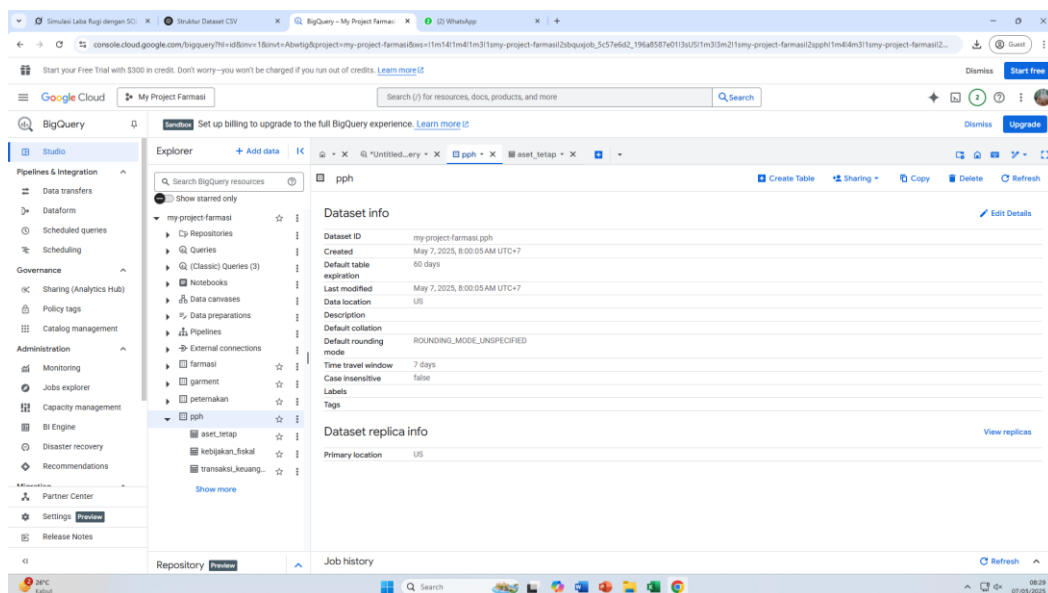 Simulasi Laba Rugi dengan SQ
Struktur Dataset CSV
BigQuery – My Project Farmasi
(2) WhatsApp
console.cloud.google.com/bigquery?hl=id&inv=1&invt=Abwtig&project=my-project-farmasi&ws=!1m14!1m4!1m3!1smy-project-farmasi!2sbquxjob_5c57e6d2_196a8587e01!3sUS!1m3!3m2!1smy-project-farmasi!2spph!1m4!4m3!1smy-project-farmasi!2...
Guest
Start your Free Trial with $300 in credit. Don't worry—you won't be charged if you run out of credits. Learn more
Dismiss
Start free
Google Cloud
My Project Farmasi
Search (/) for resources, docs, products, and more
Search
2
BigQuery
Sandbox Set up billing to upgrade to the full BigQuery experience. Learn more
Dismiss
Upgrade
Studio
Pipelines & Integration
Data transfers
Dataform
Scheduled queries
Scheduling
Governance
Sharing (Analytics Hub)
Policy tags
Catalog management
Administration
Monitoring
Jobs explorer
Capacity management
BI Engine
Disaster recovery
Recommendations
Migration
Partner Center
Settings Preview
Release Notes
Explorer
+ Add data
Search BigQuery resources
Show starred only
my-project-farmasi
Repositories
Queries
(Classic) Queries (3)
Notebooks
Data canvases
Data preparations
Pipelines
External connections
farmasi
garment
peternakan
pph
aset_tetap
kebijakan_fiskal
transaksi_keuang...
Show more
Repository Preview
*Untitled...ery
pph
aset_tetap
pph
Create Table
Sharing
Copy
Delete
Refresh
Dataset info
Edit Details
Dataset ID my-project-farmasi.pph
Created May 7, 2025, 8:00:05 AM UTC+7
Default table expiration 60 days
Last modified May 7, 2025, 8:00:05 AM UTC+7
Data location US
Description
Default collation
Default rounding mode ROUNDING_MODE_UNSPECIFIED
Time travel window 7 days
Case insensitive false
Labels
Tags
Dataset replica info
View replicas
Primary location US
Job history
Refresh
26°C
Kabut
Search
08:29
07/05/2025